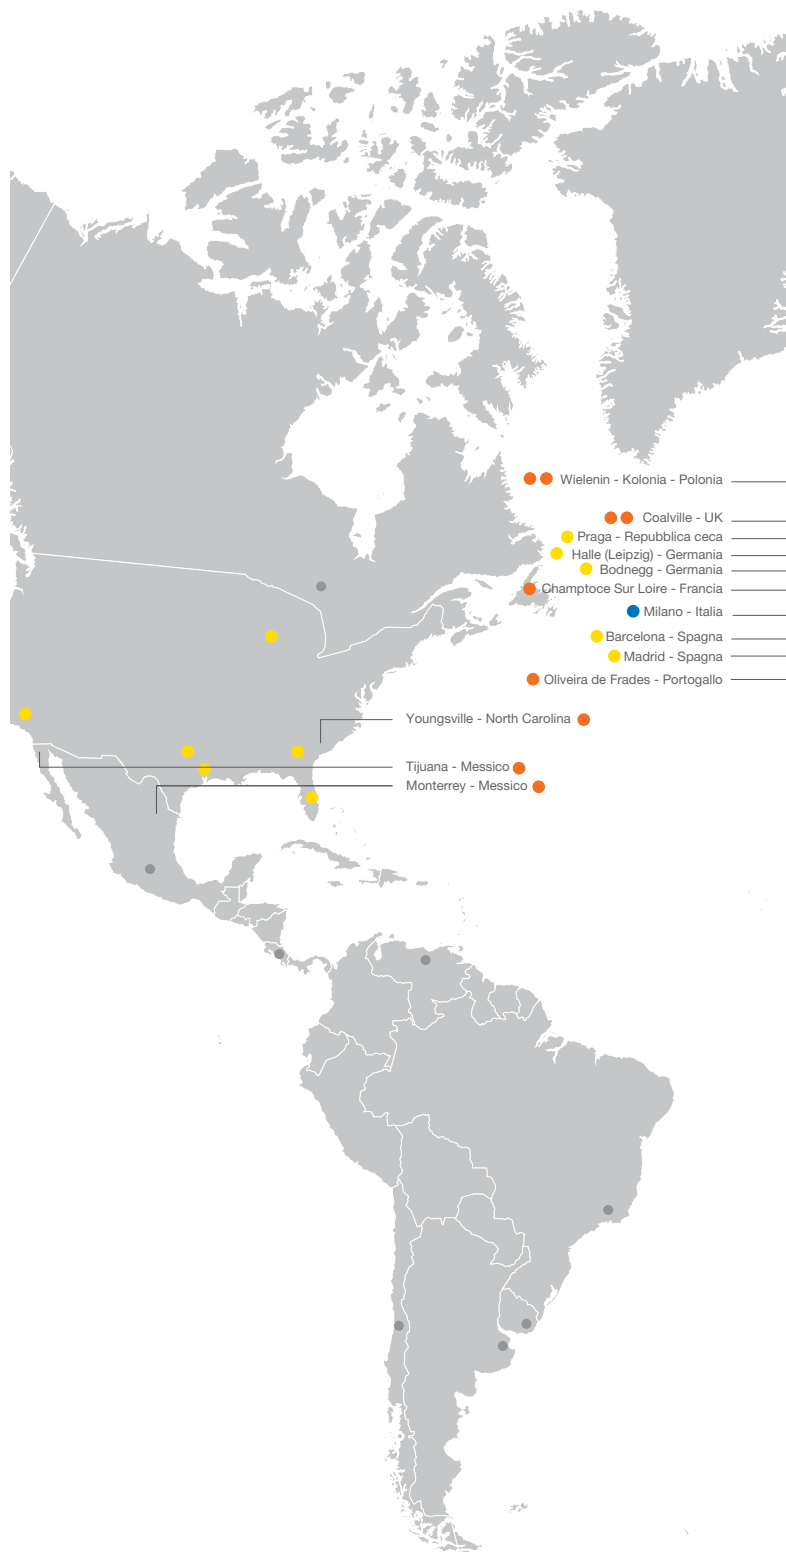 Wielenin - Kolonia - Polonia
Coalville - UK
Praga - Repubblica ceca
Halle (Leipzig) - Germania
Bodnegg - Germania
Champtoce Sur Loire - Francia
Milano - Italia
Barcelona - Spagna
Madrid - Spagna
Oliveira de Frades - Portogallo
Youngsville - North Carolina
Tijuana - Messico
Monterrey - Messico